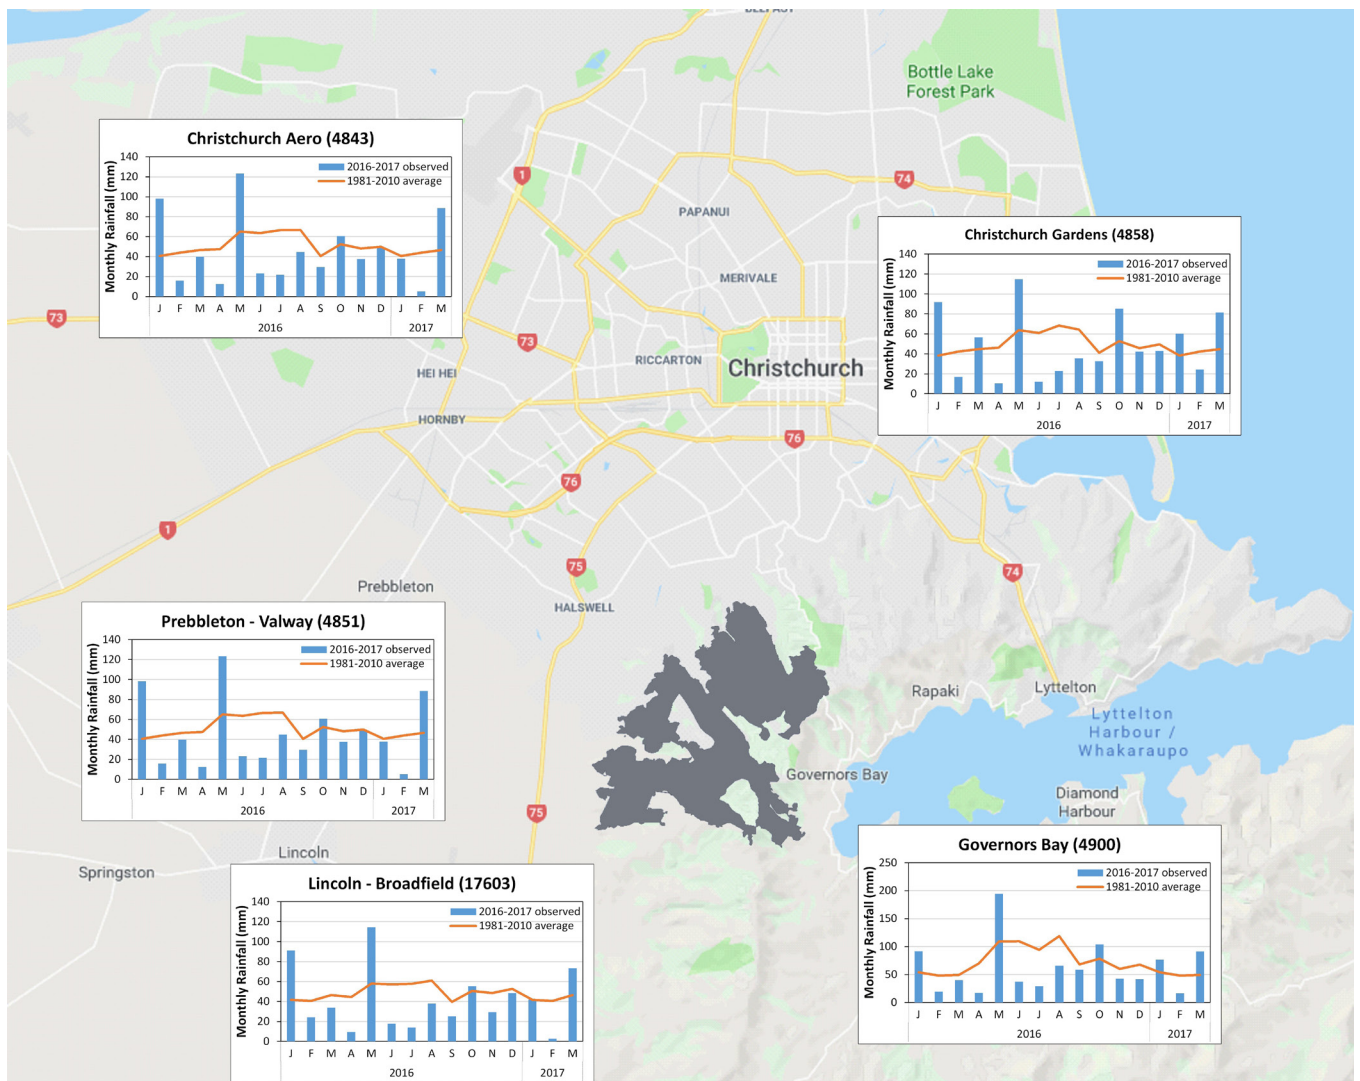 BELFAST
Bottle Lake
Forest Park
1
74
PAPANUI
MERIVALE
73
73
RICCARTON
Christchurch
HEI HEI
HORNBY
76
76
1
75
74
Prebbleton
HALSWELL
Rapaki
Lyttelton
Lyttelton
Harbour /
Whakaraupo
Governors Bay
Diamond
Harbour
75
Lincoln
Springston
Christchurch Aero (4843)
Monthly Rainfall (mm)
140
120
100
80
60
40
20
0
2016-2017 observed
1981-2010 average
J F M A M J J A S O N D J F M
2016 2017
Christchurch Gardens (4858)
Monthly Rainfall (mm)
140
120
100
80
60
40
20
0
2016-2017 observed
1981-2010 average
J F M A M J J A S O N D J F M
2016 2017
Prebbleton - Valway (4851)
Monthly Rainfall (mm)
140
120
100
80
60
40
20
0
2016-2017 observed
1981-2010 average
J F M A M J J A S O N D J F M
2016 2017
Lincoln - Broadfield (17603)
Monthly Rainfall (mm)
140
120
100
80
60
40
20
0
2016-2017 observed
1981-2010 average
J F M A M J J A S O N D J F M
2016 2017
Governors Bay (4900)
Monthly Rainfall (mm)
250
200
150
100
50
0
2016-2017 observed
1981-2010 average
J F M A M J J A S O N D J F M
2016 2017